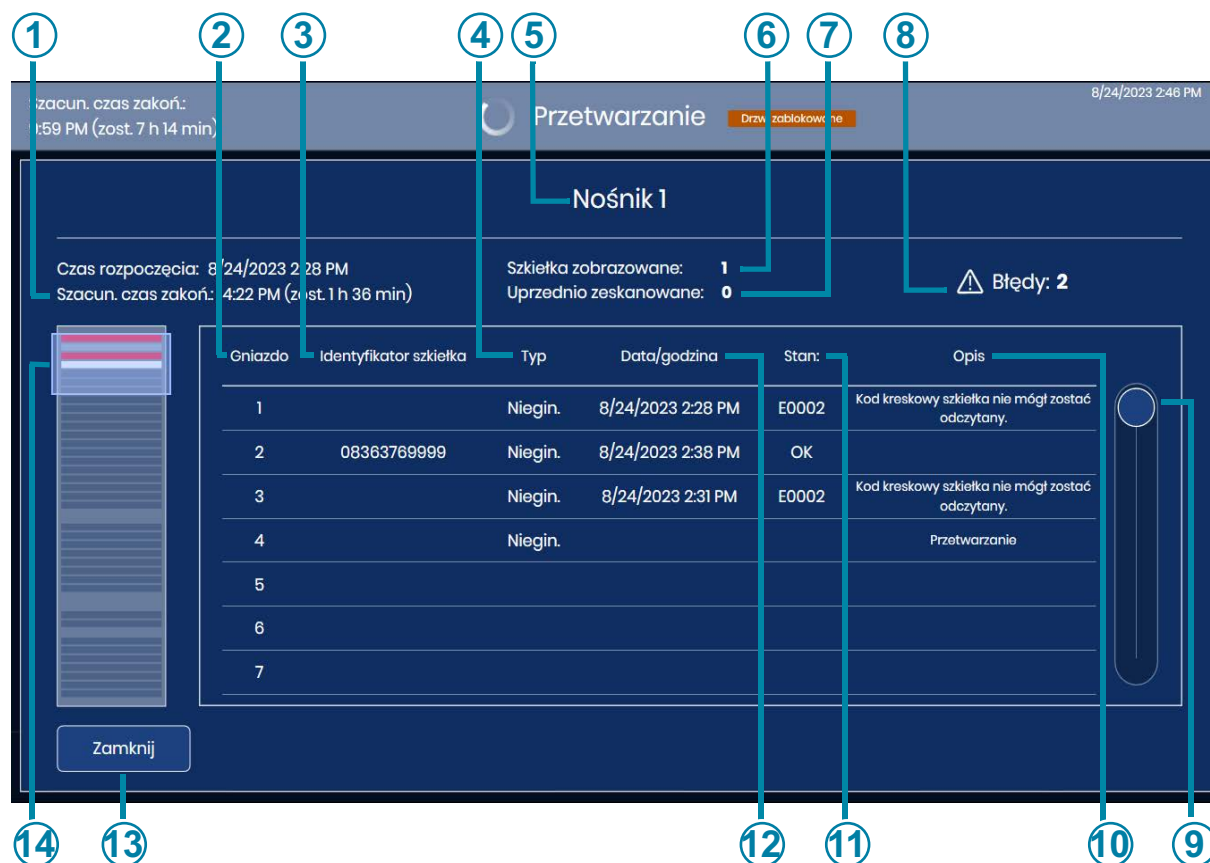 1 2 3 4 5 6 7 8
Szacun. czas zakoń.:
9:59 PM (zost. 7 h 14 min)
Przetwarzanie
Drzwi zablokowane
8/24/2023 2:46 PM
Nośnik 1
Czas rozpoczęcia: 8/24/2023 2:28 PM
Szacun. czas zakoń.: 4:22 PM (zost. 1 h 36 min)
Szkiełka zobrazowane: 1
Uprzednio zeskanowane: 0
Błędy: 2
Gniazdo Identyfikator szkiełka Typ Data/godzina Stan: Opis
1 Niegin. 8/24/2023 2:28 PM E0002 Kod kreskowy szkiełka nie mógł zostać
odczytany.
2 08363769999 Niegin. 8/24/2023 2:38 PM OK
3 Niegin. 8/24/2023 2:31 PM E0002 Kod kreskowy szkiełka nie mógł zostać
odczytany.
4 Niegin. Przetwarzanie
5
6
7
Zamknij
14 13 12 11 10 9